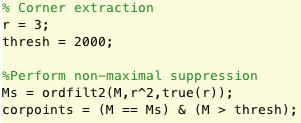 % Corner extraction
r = 3;
thresh = 2000;
%Perform non-maximal suppression
Ms = ordfilt2(M,r^2,true(r));
corpoints = (M == Ms) & (M > thresh);